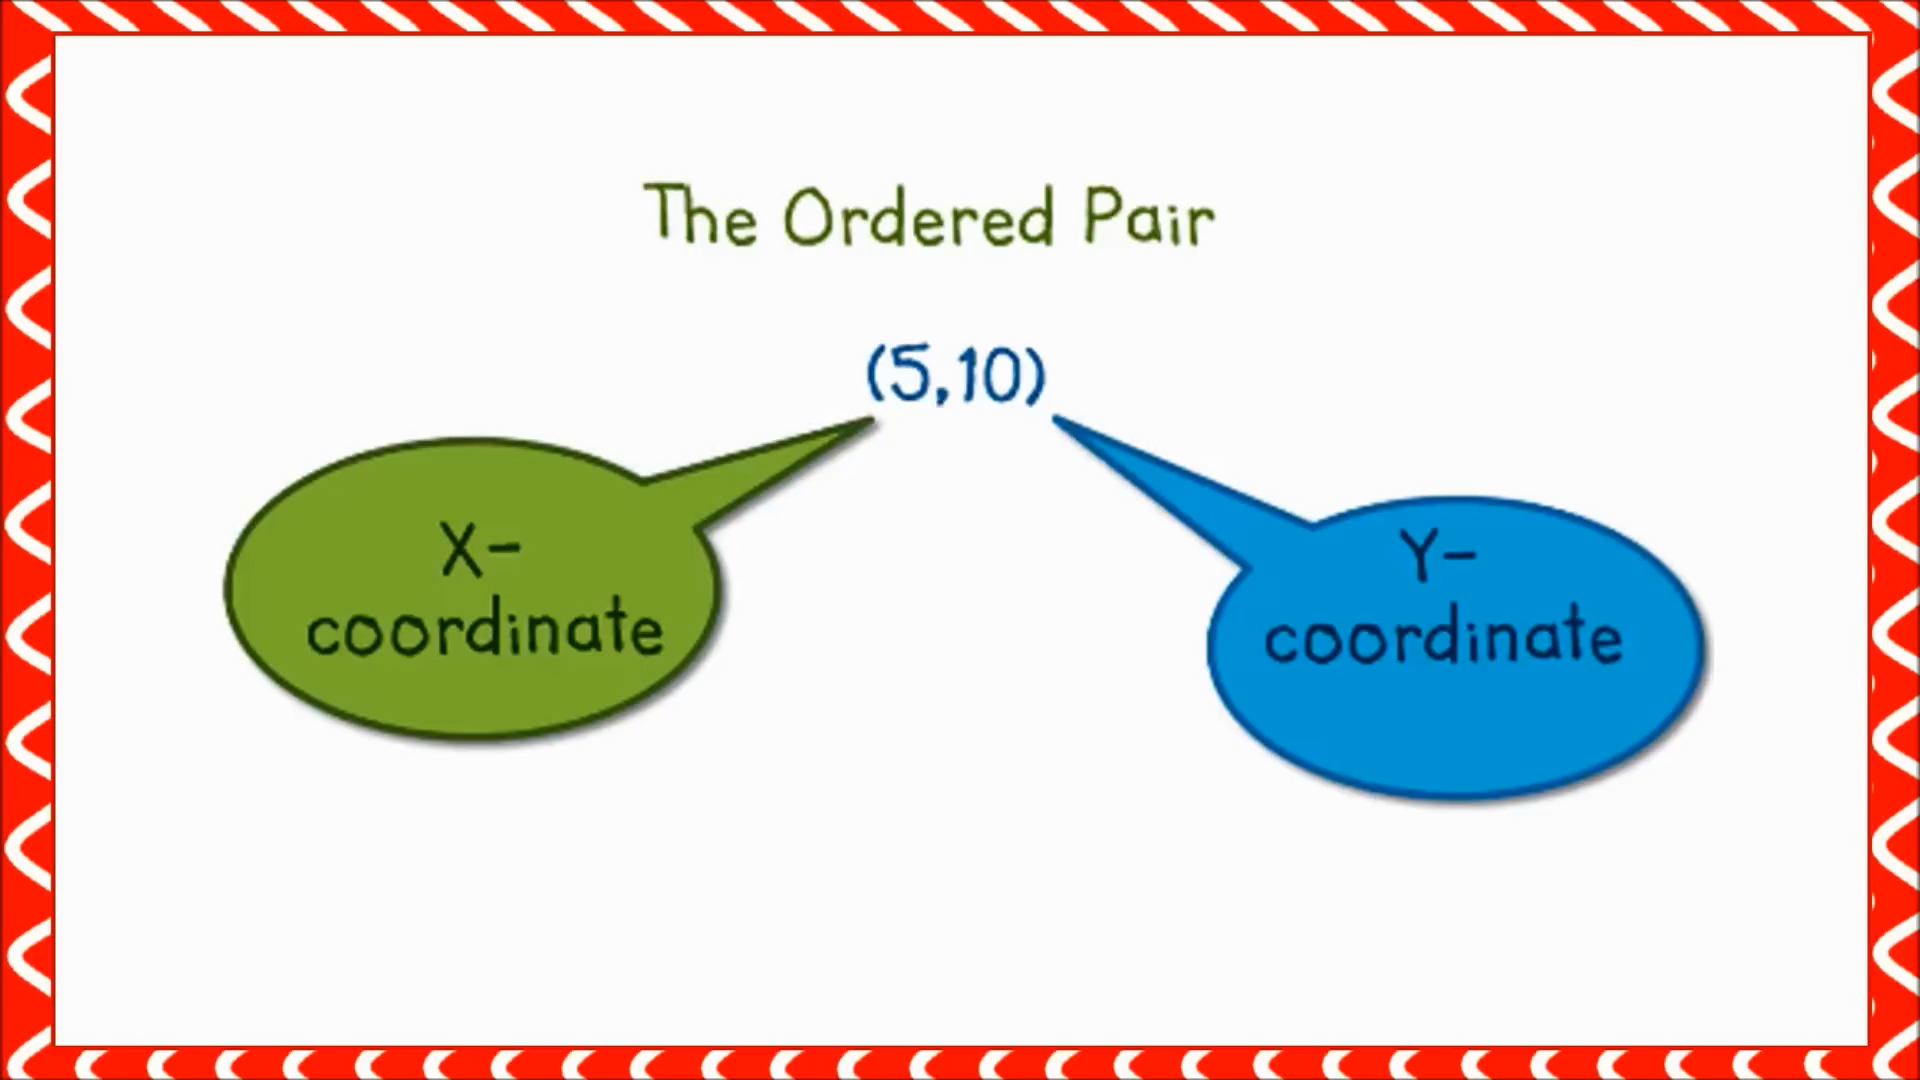 The Ordered Pair
(5,10)
X-
coordinate
Y-
coordinate